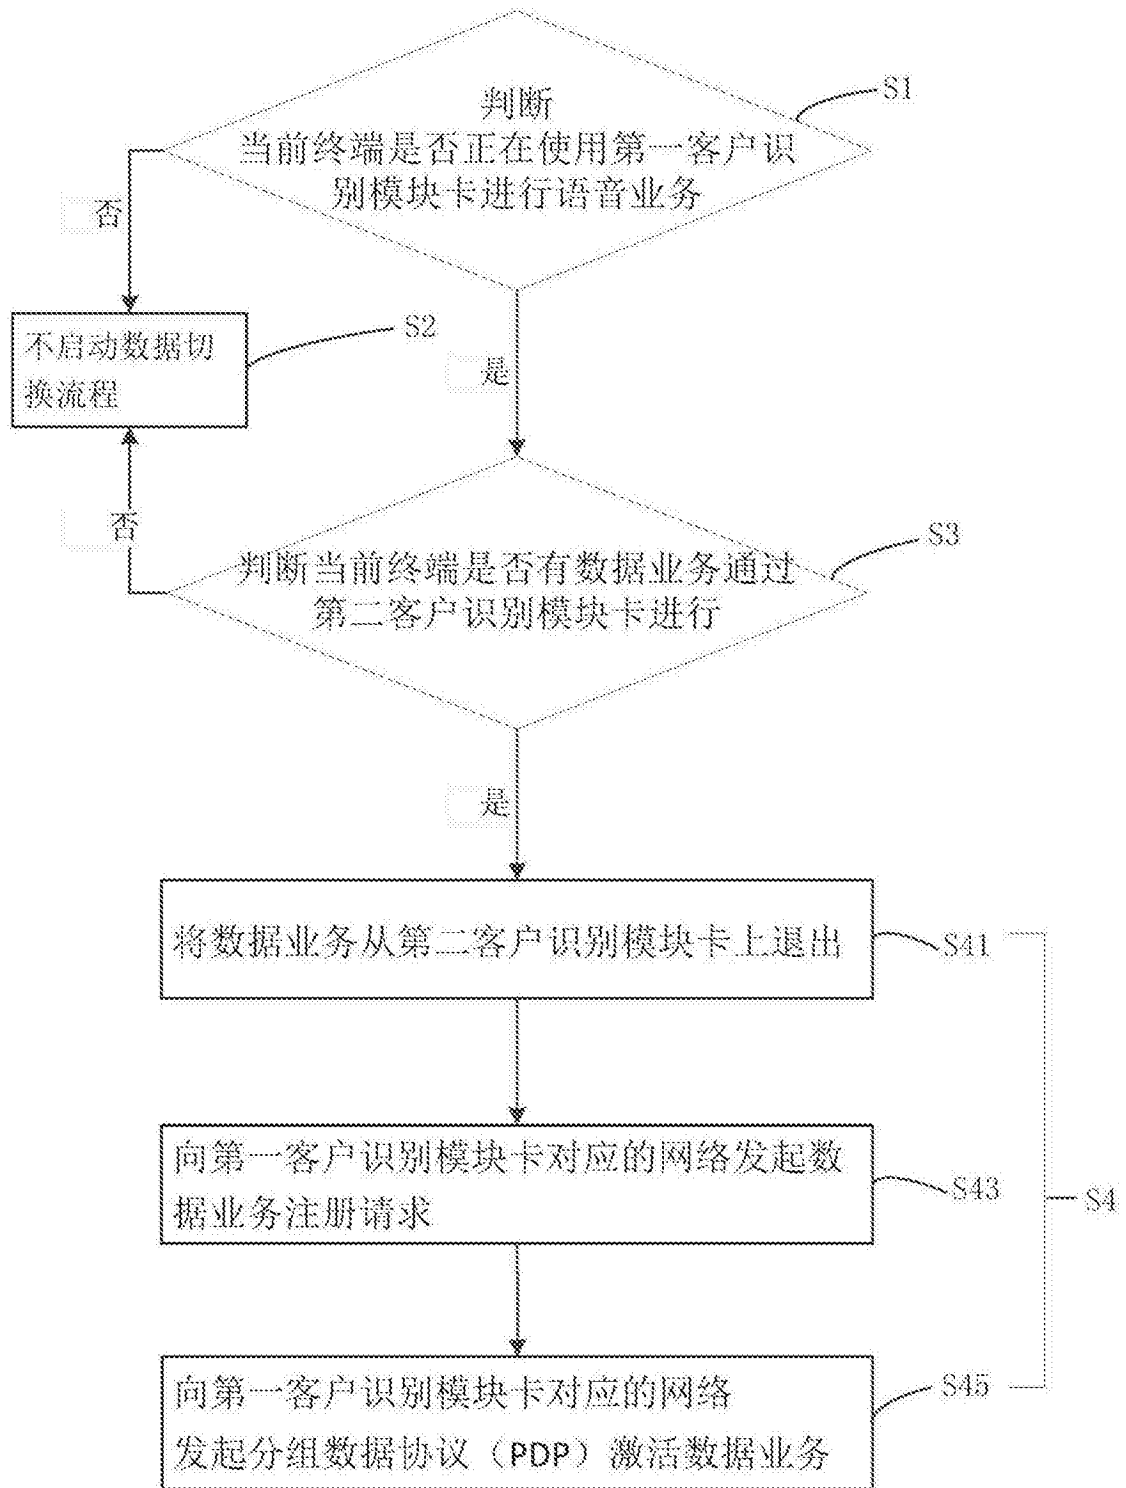 判断
当前终端是否正在使用第一客户识
别模块卡进行语音业务
S1
否
不启动数据切
换流程
S2
是
否
判断当前终端是否有数据业务通过
第二客户识别模块卡进行
S3
是
将数据业务从第二客户识别模块卡上退出
S41
向第一客户识别模块卡对应的网络发起数
据业务注册请求
S43
S4
向第一客户识别模块卡对应的网络
发起分组数据协议（PDP）激活数据业务
S45